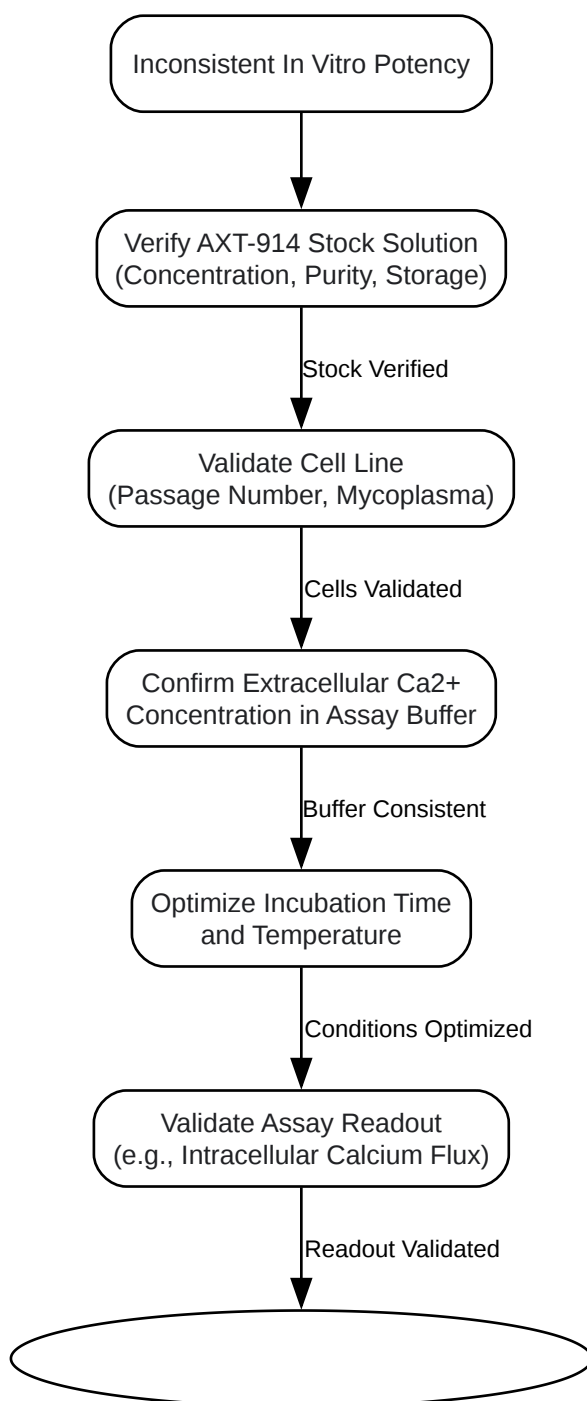 Inconsistent In Vitro Potency
Verify AXT-914 Stock Solution
(Concentration, Purity, Storage)
Stock Verified
Validate Cell Line
(Passage Number, Mycoplasma)
Cells Validated
Confirm Extracellular Ca2+
Concentration in Assay Buffer
Buffer Consistent
Optimize Incubation Time
and Temperature
Conditions Optimized
Validate Assay Readout
(e.g., Intracellular Calcium Flux)
Readout Validated